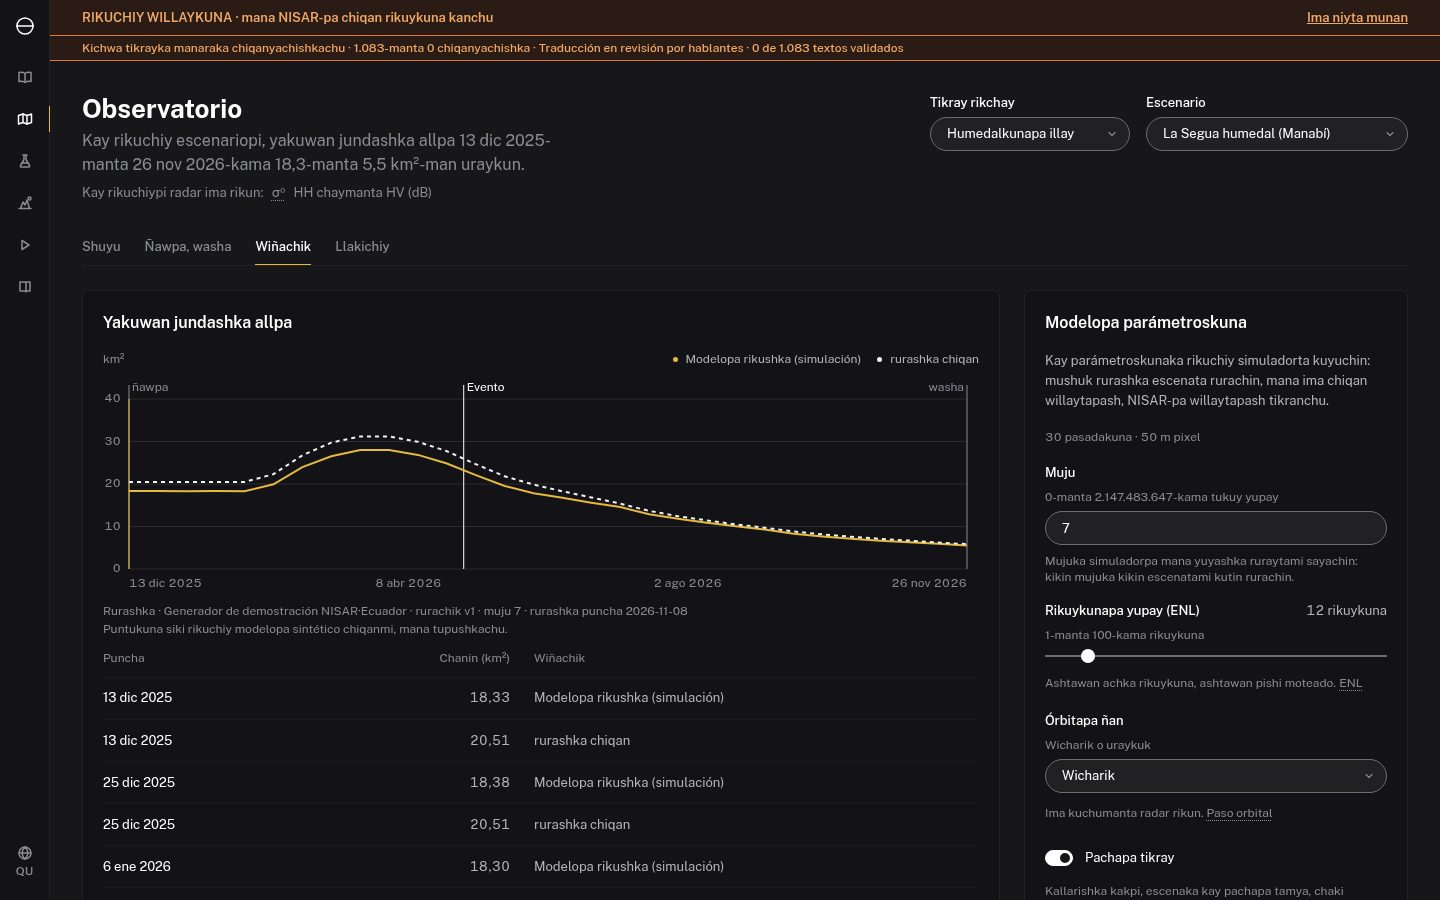 RIKUCHIY WILLAYKUNA · mana NISAR-pa chiqan rikuykuna kanchu
Ima niyta munan
Kichwa tikrayka manaraka chiqanyachishkachu · 1.083-manta 0 chiqanyachishka · Traducción en revisión por hablantes · 0 de 1.083 textos validados
Observatorio
Kay rikuchiy escenariopi, yakuwan jundashka allpa 13 dic 2025-
manta 26 nov 2026-kama 18,3-manta 5,5 km²-man uraykun.
Kay rikuchiypi radar ima rikun: σ⁰ HH chaymanta HV (dB)
Tikray rikchay
Humedalkunapa illay
Escenario
La Segua humedal (Manabí)
Shuyu
Ñawpa, washa
Wiñachik
Llakichiy
Yakuwan jundashka allpa
km²
Modelopa rikushka (simulación)
rurashka chiqan
ñawpa
Evento
washa
40
30
20
10
0
13 dic 2025
8 abr 2026
2 ago 2026
26 nov 2026
Rurashka · Generador de demostración NISAR·Ecuador · rurachik v1 · muju 7 · rurashka puncha 2026-11-08
Puntukuna siki rikuchiy modelopa sintético chiqanmi, mana tupushkachu.
Puncha Chanin (km²) Wiñachik
13 dic 2025 18,33 Modelopa rikushka (simulación)
13 dic 2025 20,51 rurashka chiqan
25 dic 2025 18,38 Modelopa rikushka (simulación)
25 dic 2025 20,51 rurashka chiqan
6 ene 2026 18,30 Modelopa rikushka (simulación)
Modelopa parámetroskuna
Kay parámetroskunaka rikuchiy simuladorta kuyuchin:
mushuk rurashka escenata rurachin, mana ima chiqan
willaytapash, NISAR-pa willaytapash tikranchu.
30 pasadakuna · 50 m pixel
Muju
0-manta 2.147.483.647-kama tukuy yupay
7
Mujuka simuladorpa mana yuyashka ruraytami sayachin:
kikin mujuka kikin escenatami kutin rurachin.
Rikuykunapa yupay (ENL) 12 rikuykuna
1-manta 100-kama rikuykuna
Ashtawan achka rikuykuna, ashtawan pishi moteado. ENL
Órbitapa ñan
Wicharik o uraykuk
Wicharik
Ima kuchumanta radar rikun. Paso orbital
Pachapa tikray
Kallarishka kakpi, escenaka kay pachapa tamya, chaki
QU